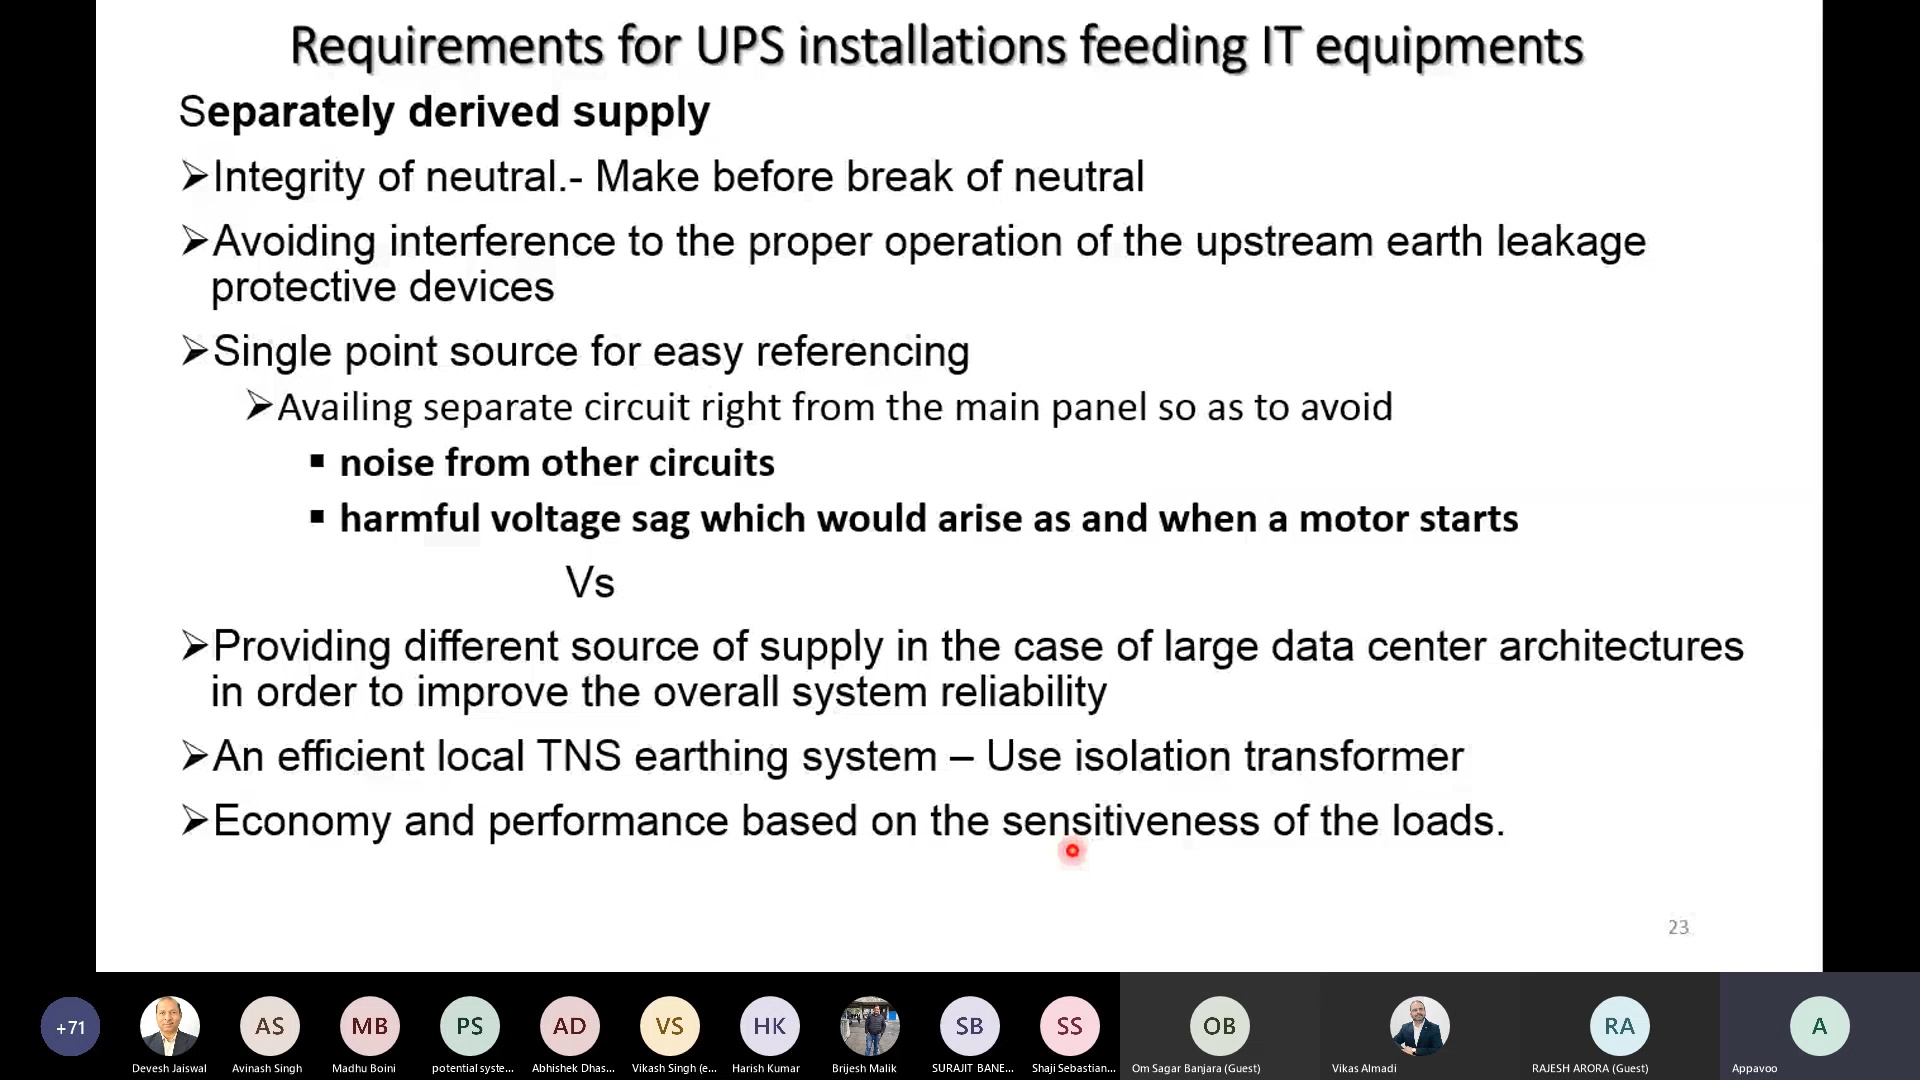 Requirements for UPS installations feeding IT equipments
Separately derived supply
➢Integrity of neutral.- Make before break of neutral
➢Avoiding interference to the proper operation of the upstream earth leakage
protective devices
➢Single point source for easy referencing
➢Availing separate circuit right from the main panel so as to avoid
▪ noise from other circuits
▪ harmful voltage sag which would arise as and when a motor starts
Vs
➢Providing different source of supply in the case of large data center architectures
in order to improve the overall system reliability
➢An efficient local TNS earthing system – Use isolation transformer
➢Economy and performance based on the sensitiveness of the loads.
23
+71
AS
MB
PS
AD
VS
HK
SB
SS
OB
RA
A
Devesh Jaiswal
Avinash Singh
Madhu Boini
potential syste...
Abhishek Dhas...
Vikash Singh (e...
Harish Kumar
Brijesh Malik
SURAJIT BANE...
Shaji Sebastian...
Om Sagar Banjara (Guest)
Vikas Almadi
RAJESH ARORA (Guest)
Appavoo